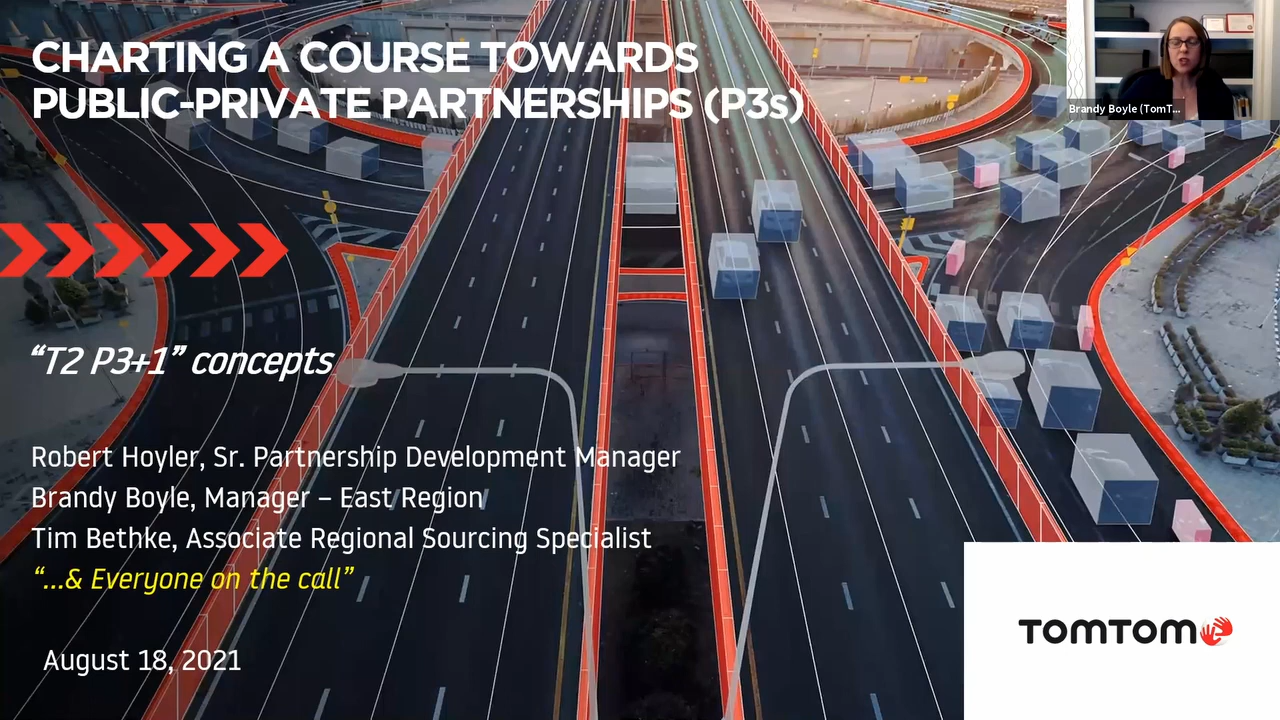 CHARTING A COURSE TOWARDS
PUBLIC-PRIVATE PARTNERSHIPS (P3s)
Brandy Boyle (TomT...
“T2 P3+1” concepts
Robert Hoyler, Sr. Partnership Development Manager
Brandy Boyle, Manager – East Region
Tim Bethke, Associate Regional Sourcing Specialist
“...& Everyone on the call”
August 18, 2021
TOMTOM